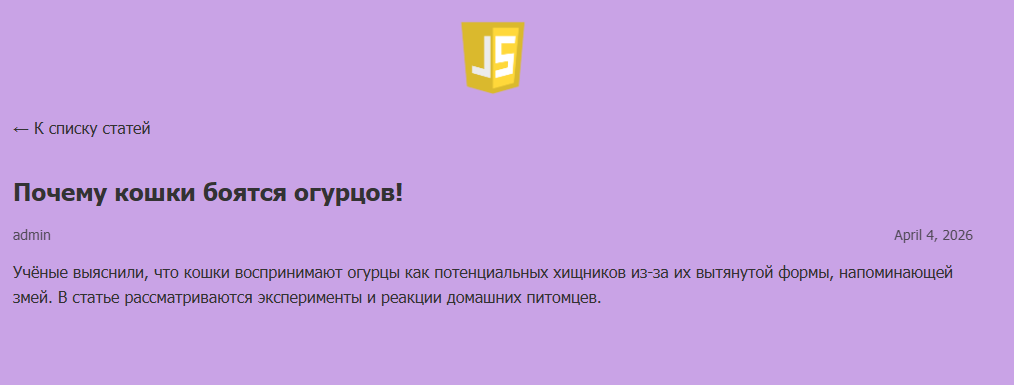 JS
← К списку статей
Почему кошки боятся огурцов!
admin
April 4, 2026
Учёные выяснили, что кошки воспринимают огурцы как потенциальных хищников из-за их вытянутой формы, напоминающей
змей. В статье рассматриваются эксперименты и реакции домашних питомцев.